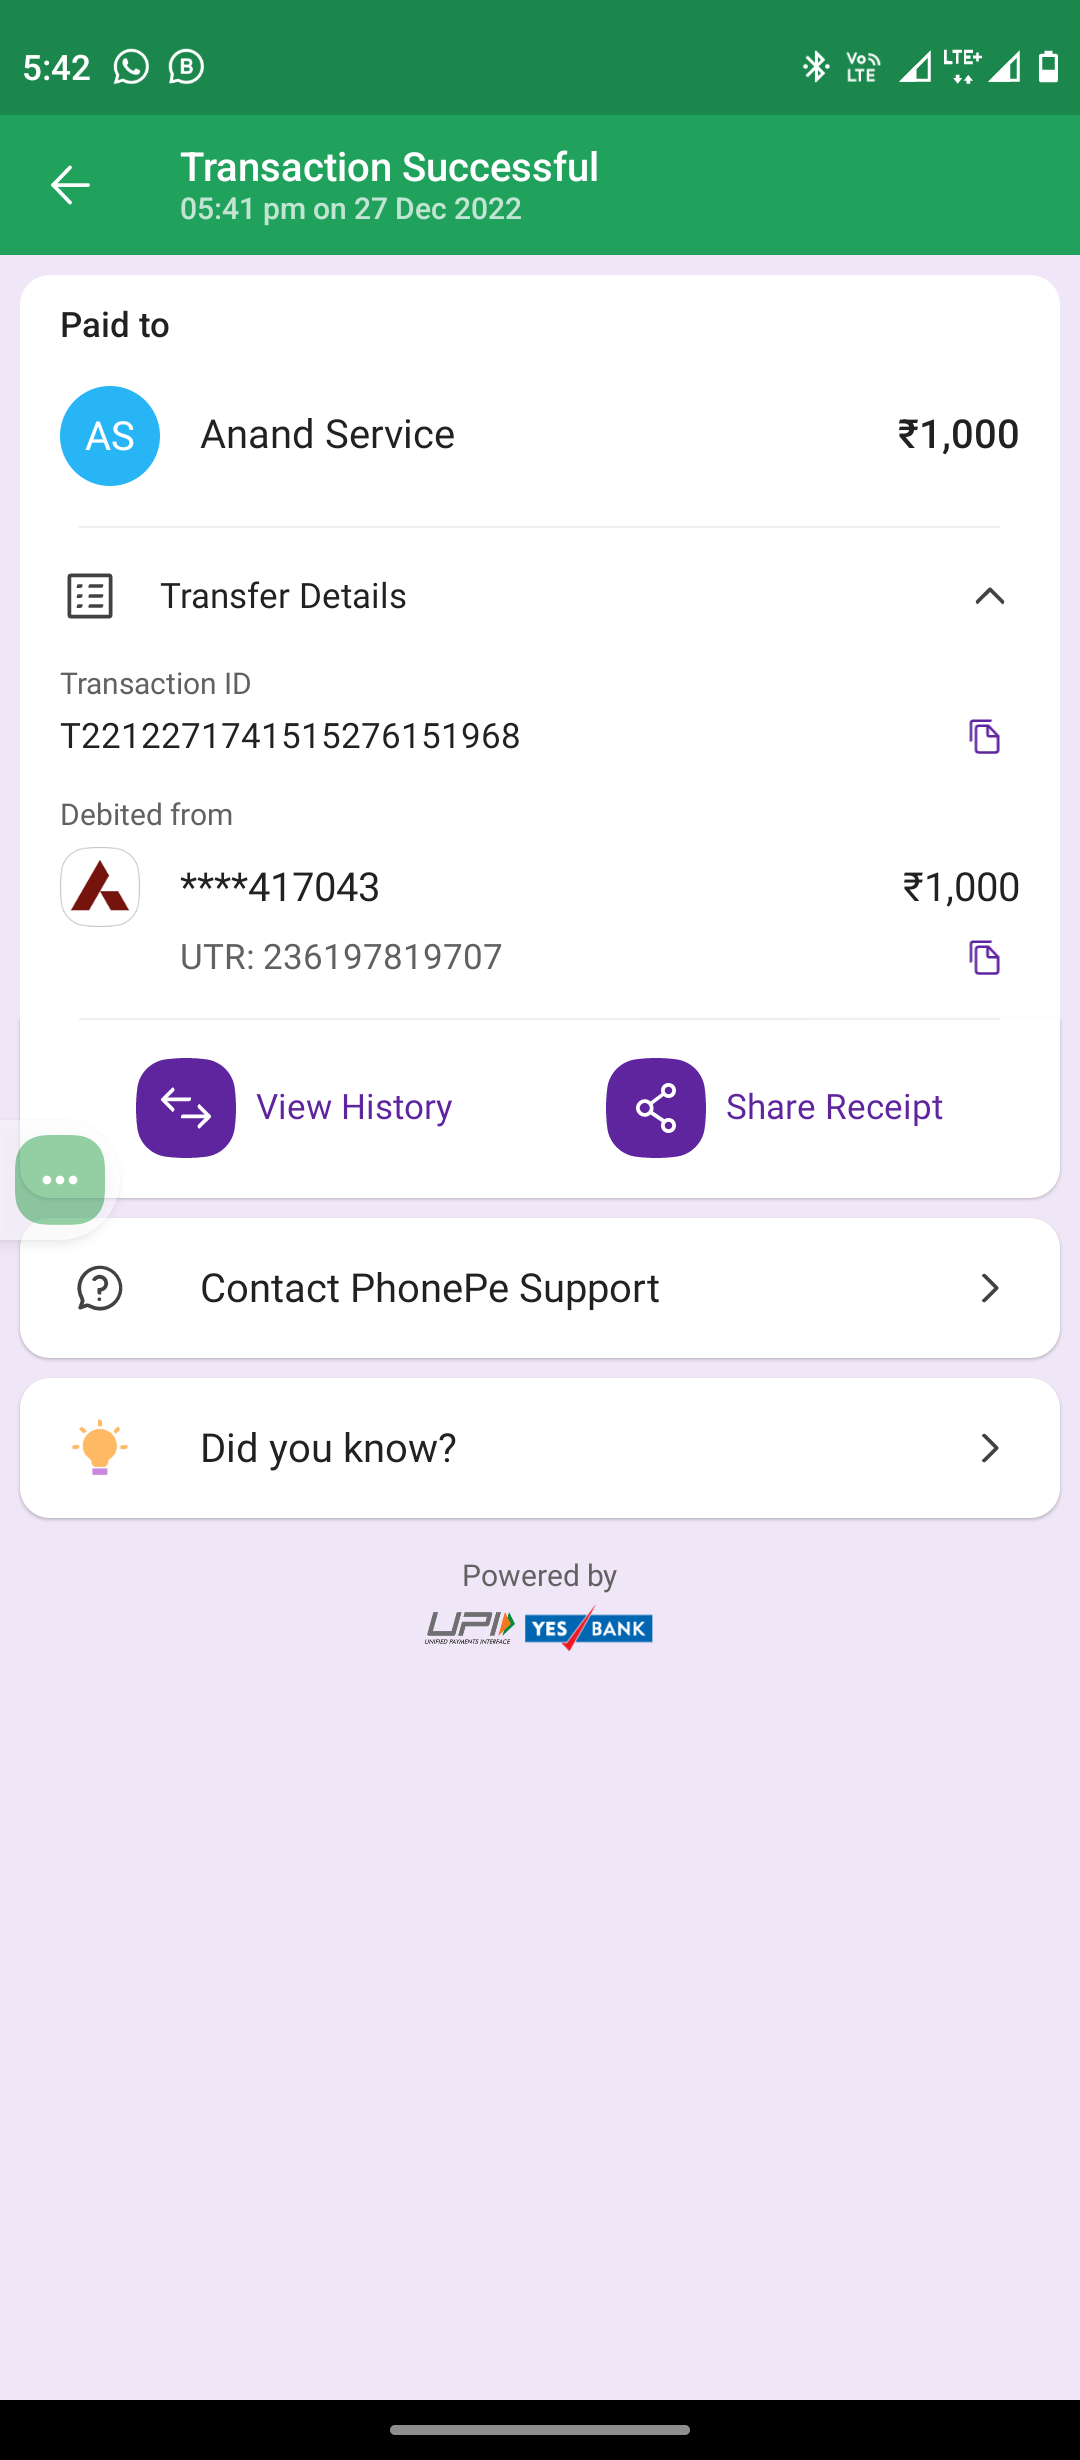 5:42 B Vo LTE LTE+
Transaction Successful
05:41 pm on 27 Dec 2022
Paid to
AS Anand Service ₹1,000
Transfer Details
Transaction ID
T2212271741515276151968
Debited from
****417043 ₹1,000
UTR: 236197819707
View History Share Receipt
Contact PhonePe Support
Did you know?
Powered by
UPI YES BANK
UNIFIED PAYMENTS INTERFACE